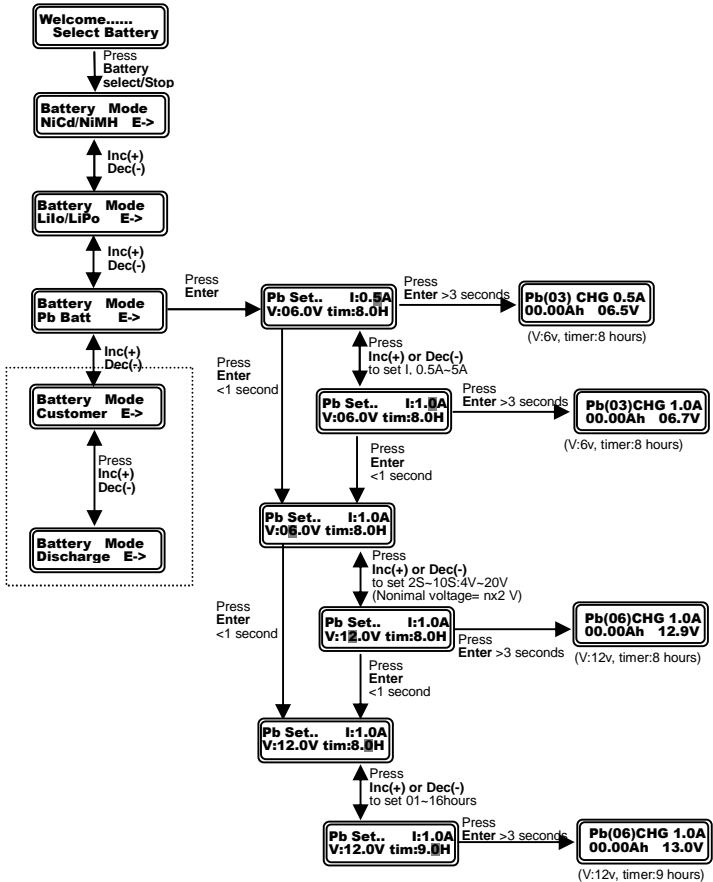 Welcome......
Select Battery
Press
Battery
select/Stop
Battery Mode
NiCd/NiMH E->
Inc(+)
Dec(-)
Battery Mode
LiIo/LiPo E->
Inc(+)
Dec(-)
Battery Mode
Pb Batt E->
Press
Enter
Pb Set.. I:0.5A
V:06.0V tim:8.0H
Press
Enter >3 seconds
Pb(03) CHG 0.5A
00.00Ah 06.5V
(V:6v, timer:8 hours)
Inc(+)
Dec(-)
Battery Mode
Customer E->
Press
Inc(+)
Dec(-)
Battery Mode
Discharge E->
Press
Enter
<1 second
Press
Inc(+) or Dec(-)
to set I, 0.5A~5A
Pb Set.. I:1.0A
V:06.0V tim:8.0H
Press
Enter >3 seconds
Pb(03)CHG 1.0A
00.00Ah 06.7V
(V:6v, timer:8 hours)
Press
Enter
<1 second
Pb Set.. I:1.0A
V:06.0V tim:8.0H
Press
Inc(+) or Dec(-)
to set 2S~10S:4V~20V
(Nonimal voltage= nx2 V)
Press
Enter
<1 second
Pb Set.. I:1.0A
V:12.0V tim:8.0H
Press
Enter >3 seconds
Pb(06)CHG 1.0A
00.00Ah 12.9V
(V:12v, timer:8 hours)
Press
Enter
<1 second
Pb Set.. I:1.0A
V:12.0V tim:8.0H
Press
Inc(+) or Dec(-)
to set 01~16hours
Pb Set.. I:1.0A
V:12.0V tim:9.0H
Press
Enter >3 seconds
Pb(06)CHG 1.0A
00.00Ah 13.0V
(V:12v, timer:9 hours)